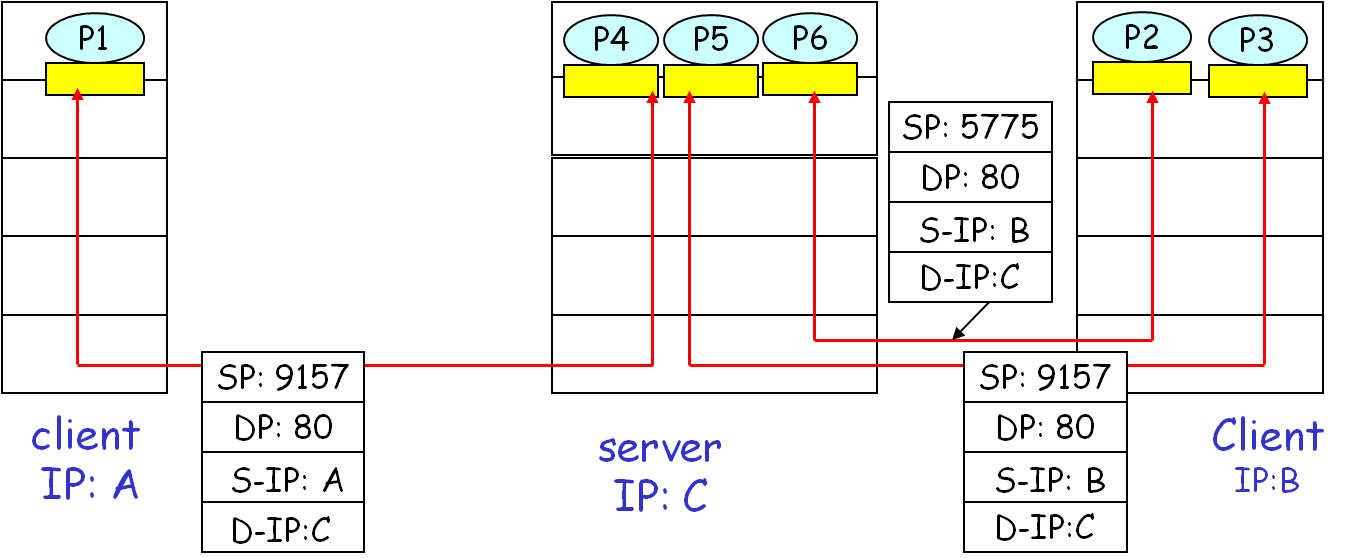 P1
P4
P5
P6
P2
P3
SP: 5775
DP: 80
S-IP: B
D-IP:C
SP: 9157
DP: 80
S-IP: A
D-IP:C
SP: 9157
DP: 80
S-IP: B
D-IP:C
client
IP: A
server
IP: C
Client
IP:B